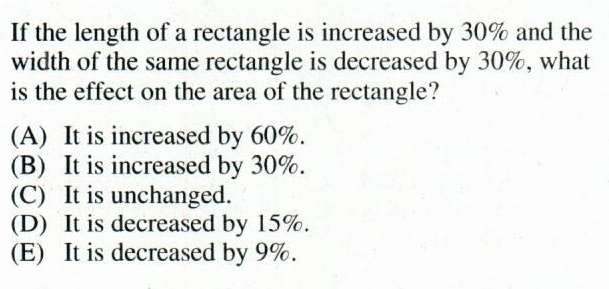 If the length of a rectangle is increased by 30% and the
width of the same rectangle is decreased by 30%, what
is the effect on the area of the rectangle?
(A) It is increased by 60%.
(B) It is increased by 30%.
(C) It is unchanged.
(D) It is decreased by 15%.
(E) It is decreased by 9%.